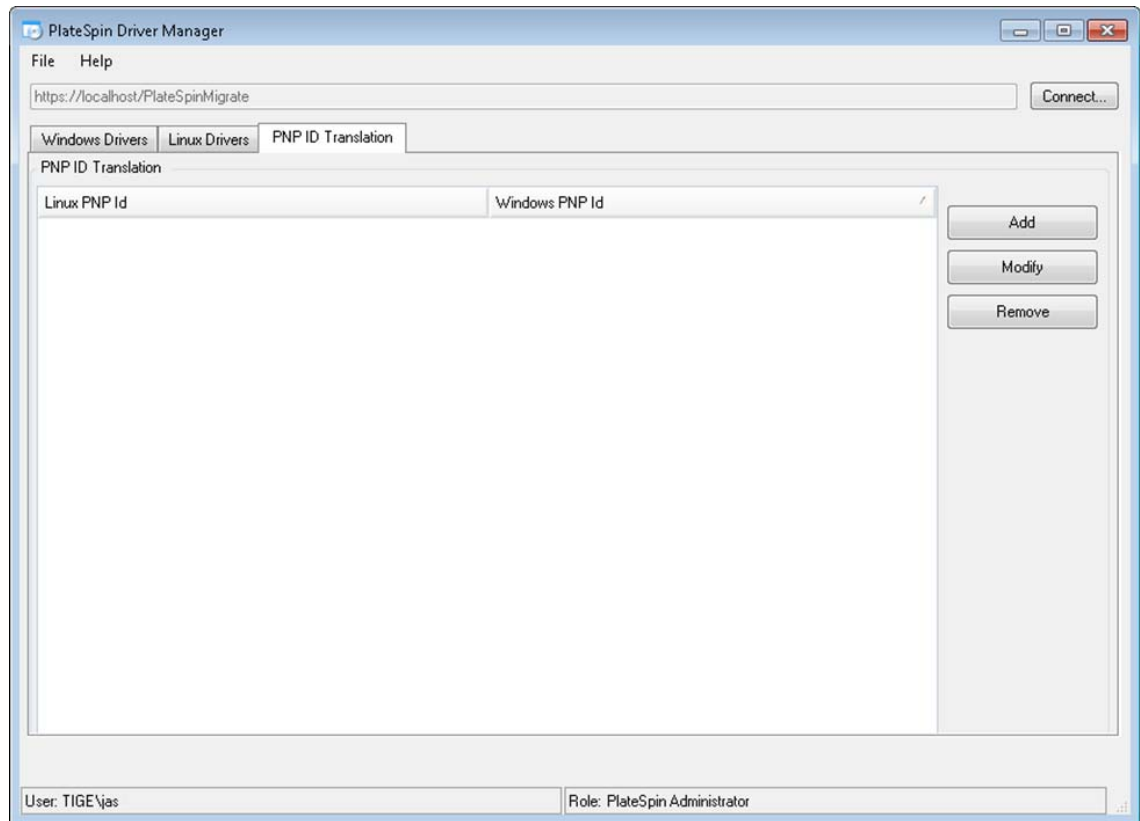 PlateSpin Driver Manager
File Help
https://localhost/PlateSpinMigrate Connect...
Windows Drivers Linux Drivers PNP ID Translation
PNP ID Translation
Linux PNP Id Windows PNP Id
Add
Modify
Remove
User: TIGE\jas Role: PlateSpin Administrator